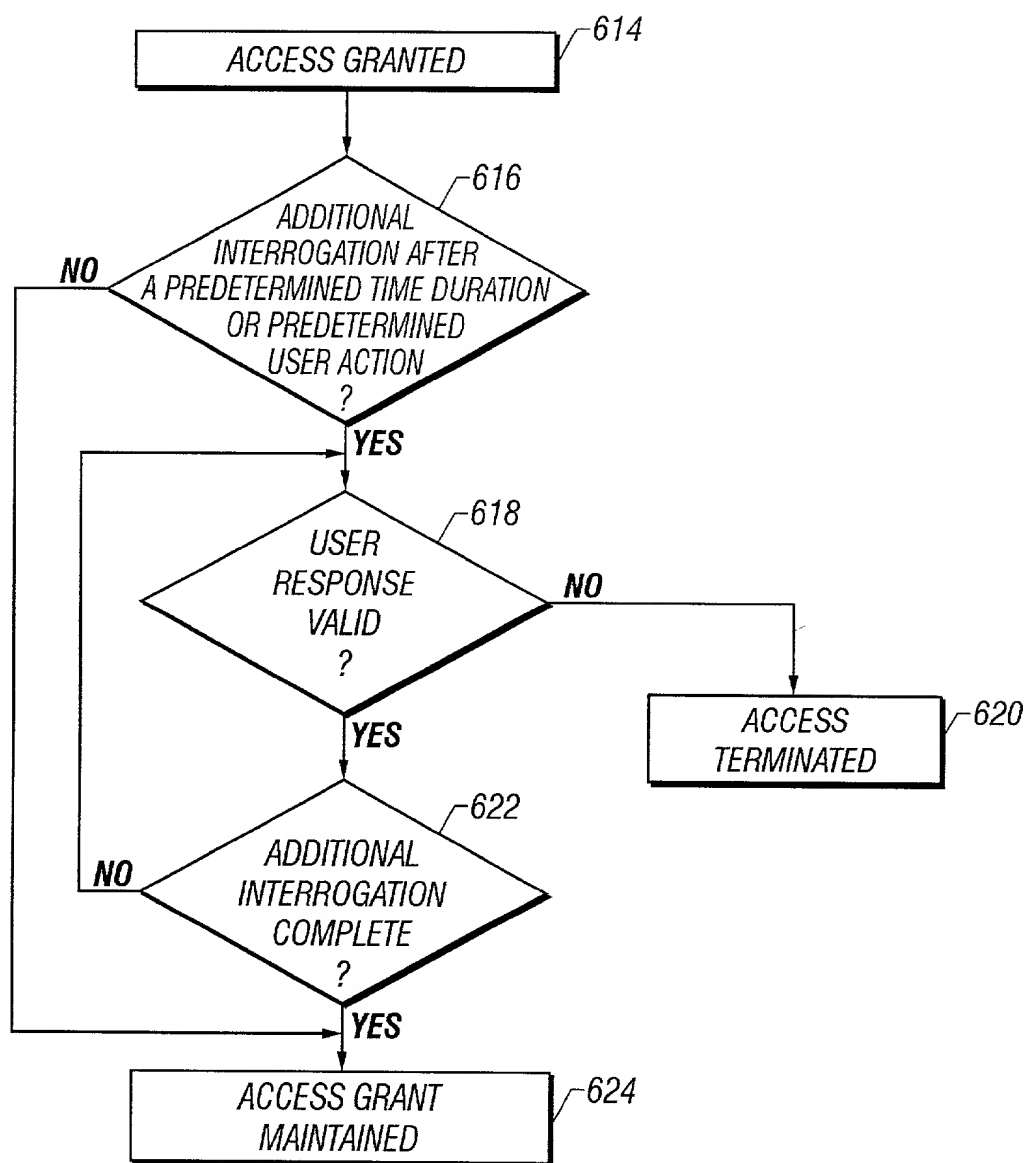 ACCESS GRANTED
614
616
ADDITIONAL
INTERROGATION AFTER
A PREDETERMINED TIME DURATION
OR PREDETERMINED
USER ACTION
?
NO
YES
618
USER
RESPONSE
VALID
?
NO
YES
ACCESS
TERMINATED
620
622
ADDITIONAL
INTERROGATION
COMPLETE
?
NO
YES
ACCESS GRANT
MAINTAINED
624